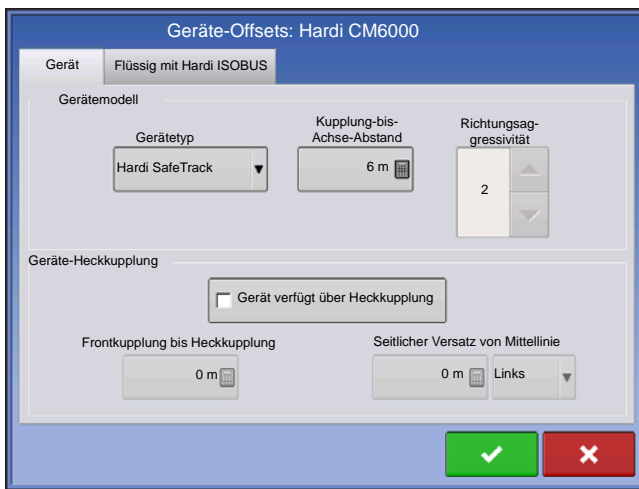 Geräte-Offsets: Hardi CM6000
Gerät
Flüssig mit Hardi ISOBUS
Gerätemodell
Gerätetyp
Kupplung-bis-
Achse-Abstand
Richtungsag-
gressivität
Hardi SafeTrack
6 m
2
Geräte-Heckkupplung
Gerät verfügt über Heckkupplung
Frontkupplung bis Heckkupplung
Seitlicher Versatz von Mittellinie
0 m
0 m
Links